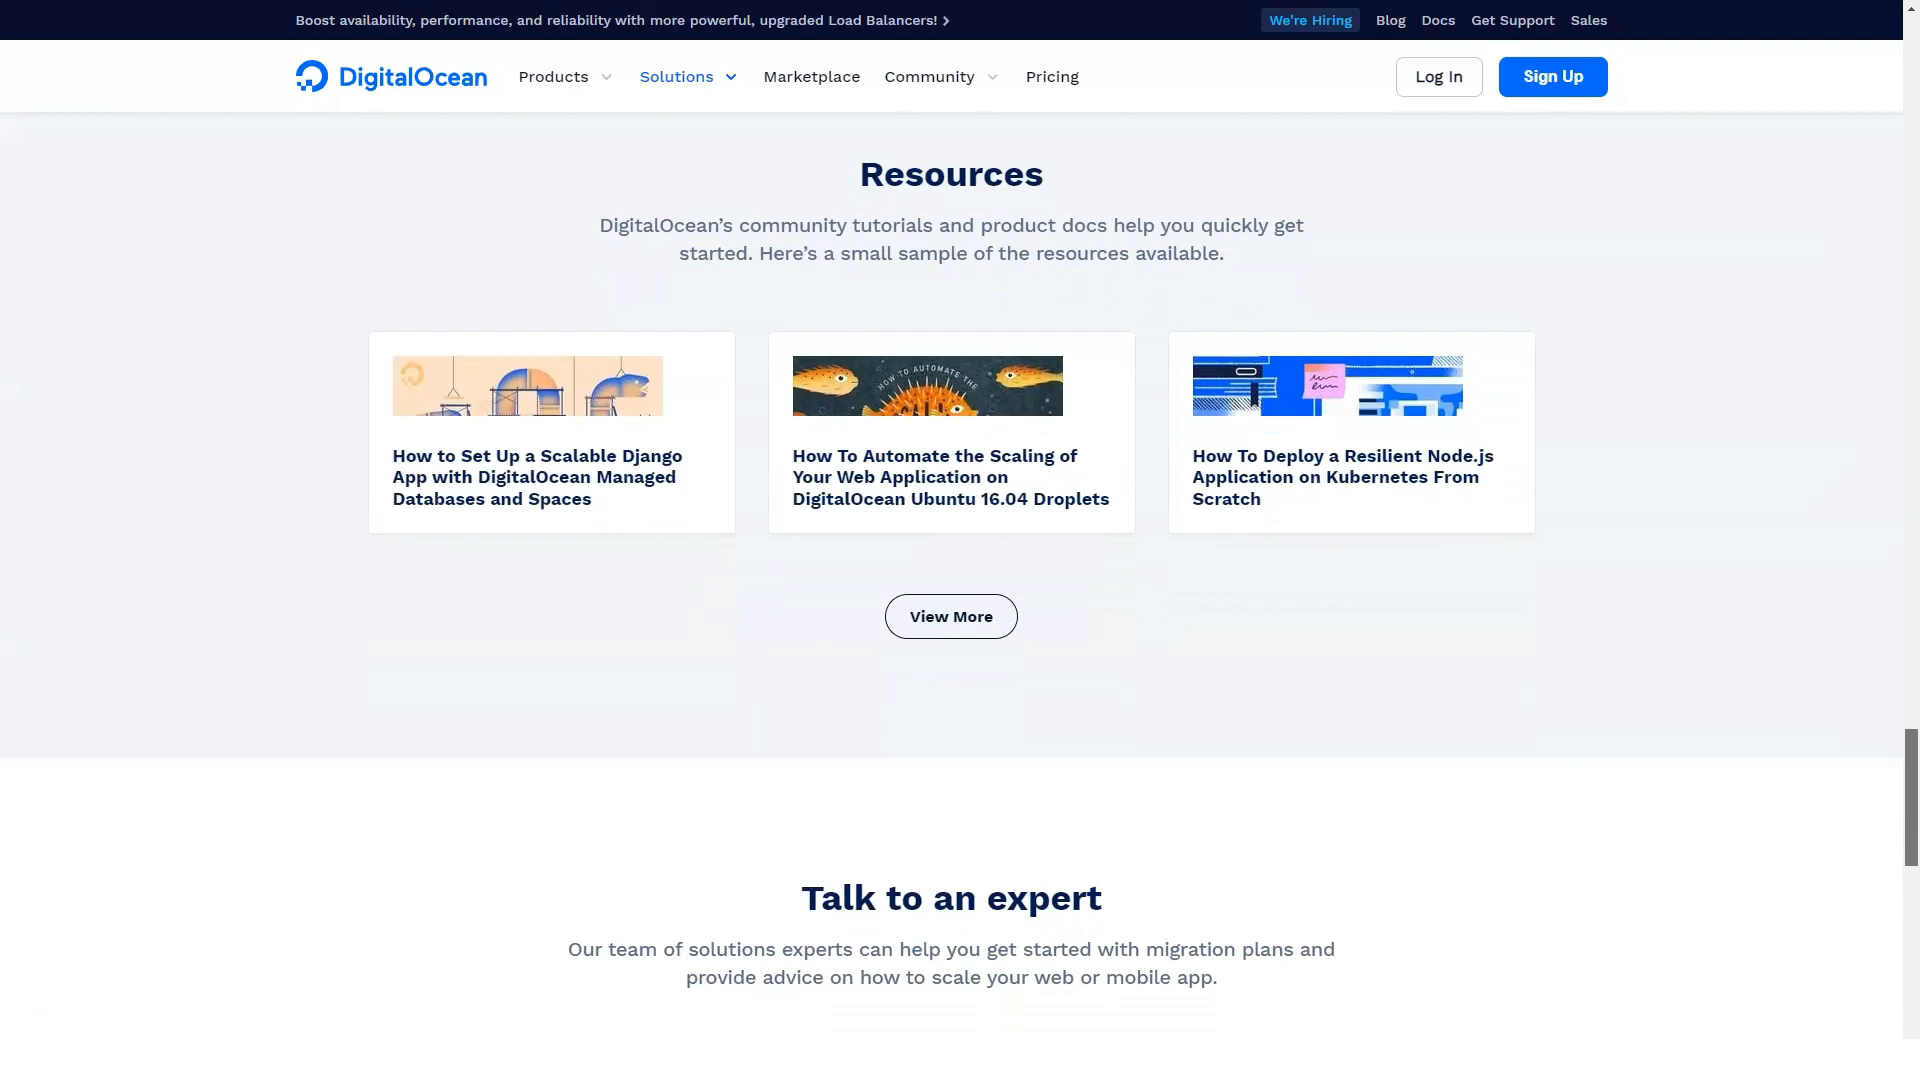 Boost availability, performance, and reliability with more powerful, upgraded Load Balancers!
We're Hiring Blog Docs Get Support Sales
DigitalOcean Products Solutions Marketplace Community Pricing Log In Sign Up
Resources
DigitalOcean’s community tutorials and product docs help you quickly get
started. Here’s a small sample of the resources available.
HOW TO AUTOMATE THE
How to Set Up a Scalable Django
App with DigitalOcean Managed
Databases and Spaces
How To Automate the Scaling of
Your Web Application on
DigitalOcean Ubuntu 16.04 Droplets
How To Deploy a Resilient Node.js
Application on Kubernetes From
Scratch
View More
Talk to an expert
Our team of solutions experts can help you get started with migration plans and
provide advice on how to scale your web or mobile app.